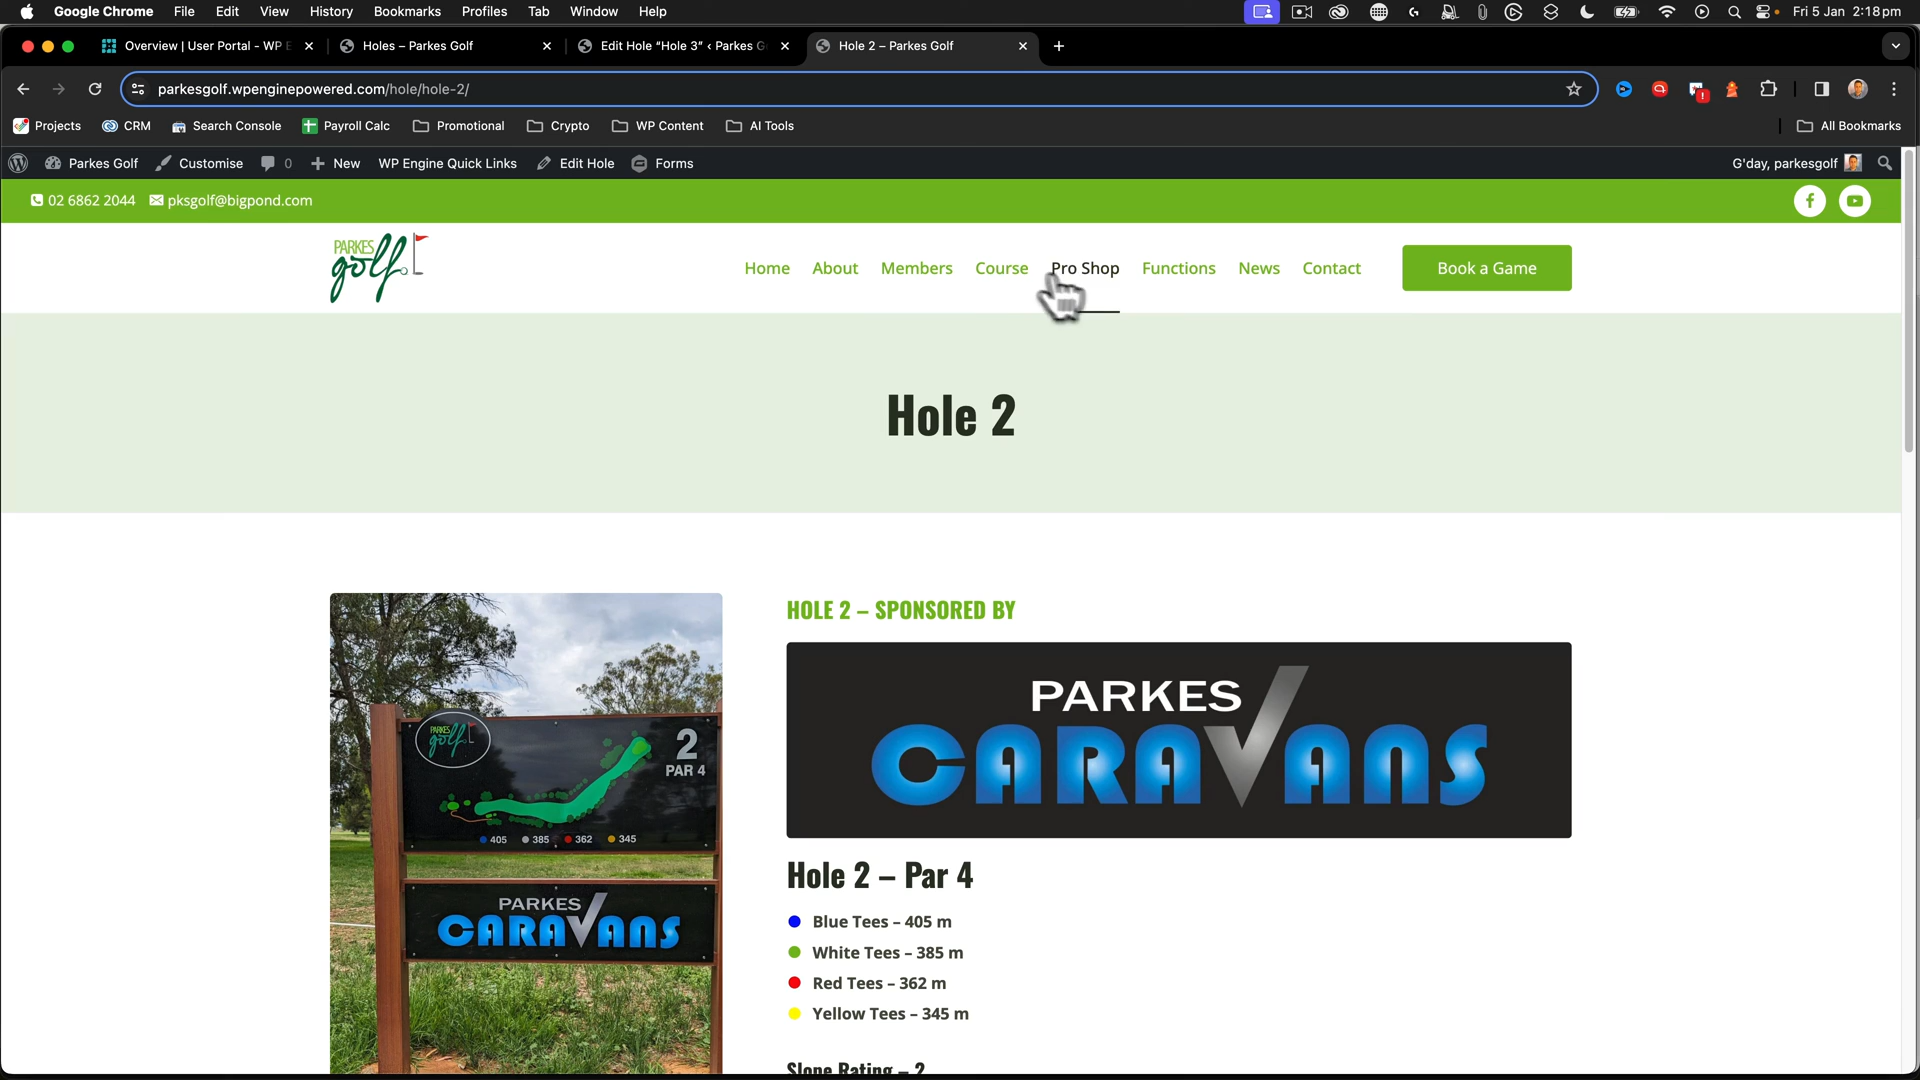 Google Chrome File Edit View History Bookmarks Profiles Tab Window Help Fri 5 Jan 2:18 pm
Overview | User Portal - WP E Holes – Parkes Golf Edit Hole “Hole 3” ‹ Parkes G Hole 2 – Parkes Golf
parkesgolf.wpenginepowered.com/hole/hole-2/
Projects CRM Search Console Payroll Calc Promotional Crypto WP Content AI Tools All Bookmarks
Parkes Golf Customise 0 New WP Engine Quick Links Edit Hole Forms G'day, parkesgolf
02 6862 2044 pksgolf@bigpond.com
PARKES
golf
Home About Members Course Pro Shop Functions News Contact Book a Game
Hole 2
HOLE 2 – SPONSORED BY
PARKES
CARAVANS
PARKES
golf
2
PAR 4
405 385 362 345
PARKES
CARAVANS
Hole 2 – Par 4
Blue Tees – 405 m
White Tees – 385 m
Red Tees – 362 m
Yellow Tees – 345 m
Slope Rating – 2